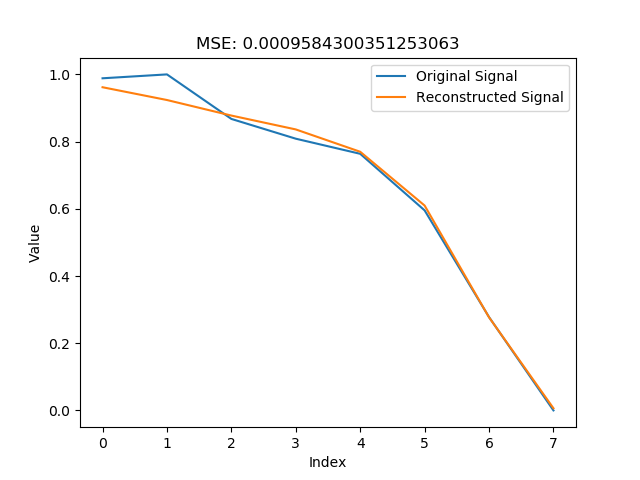 MSE: 0.0009584300351253063
Original Signal
Reconstructed Signal
1.0
0.8
0.6
0.4
0.2
0.0
Value
0 1 2 3 4 5 6 7
Index